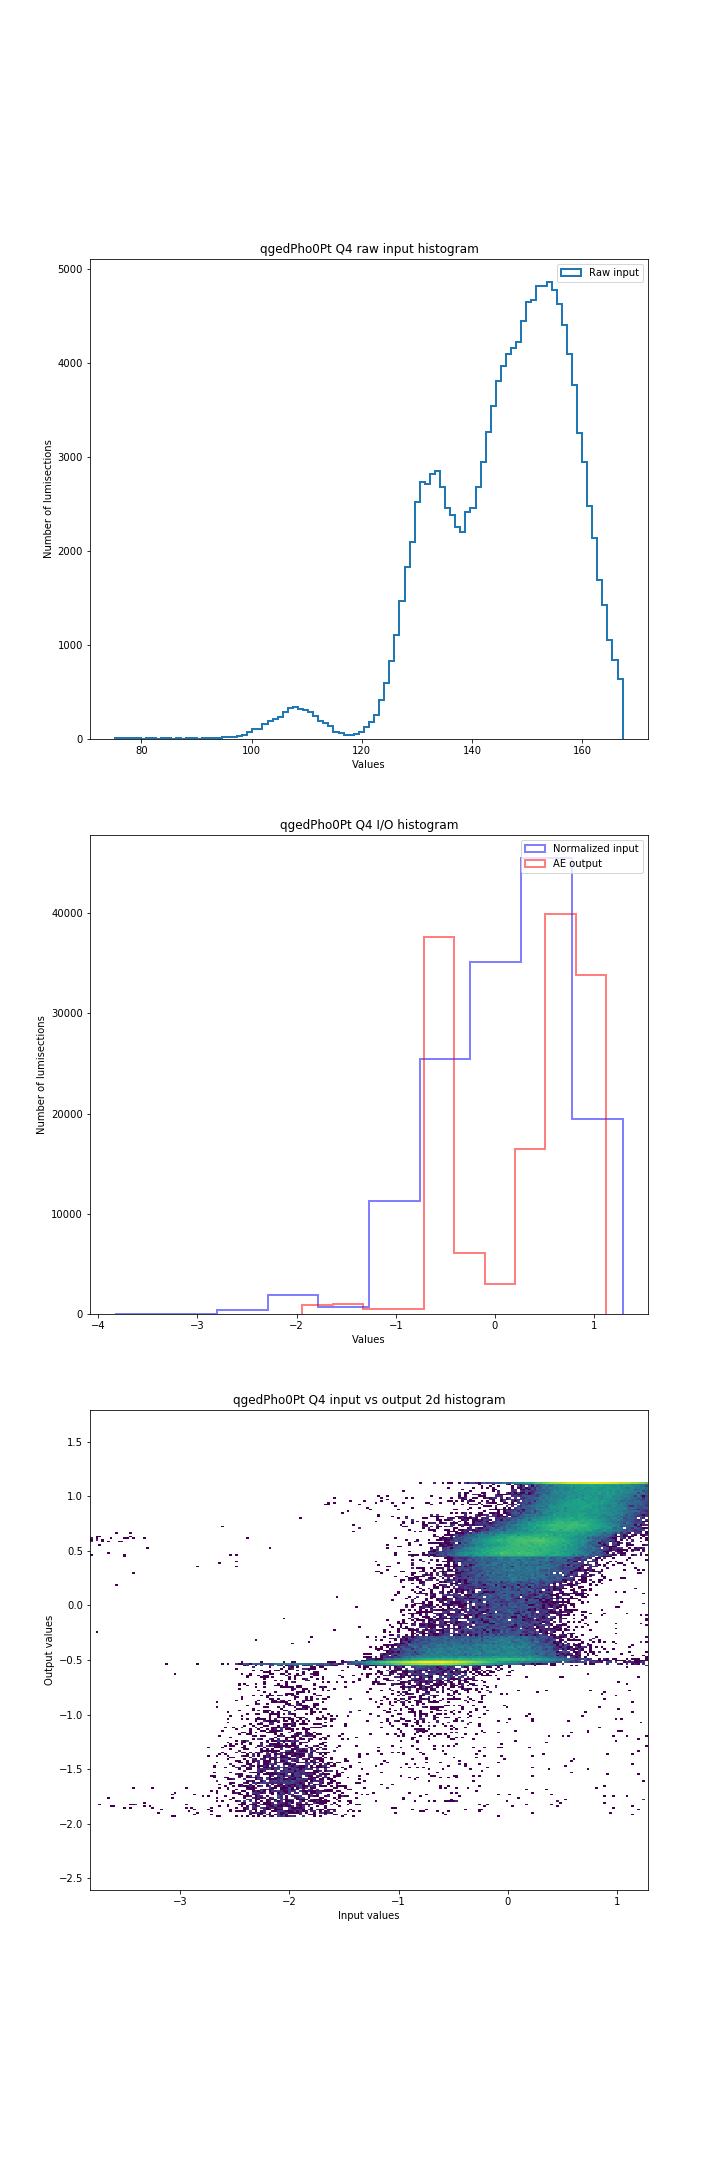 qgedPho0Pt Q4 raw input histogram
Raw input
5000
4000
3000
2000
1000
0
Number of lumisections
80 100 120 140 160
Values
qgedPho0Pt Q4 I/O histogram
Normalized input
AE output
40000
30000
20000
10000
0
Number of lumisections
−4 −3 −2 −1 0 1
Values
qgedPho0Pt Q4 input vs output 2d histogram
1.5
1.0
0.5
0.0
−0.5
−1.0
−1.5
−2.0
−2.5
Output values
−3 −2 −1 0 1
Input values